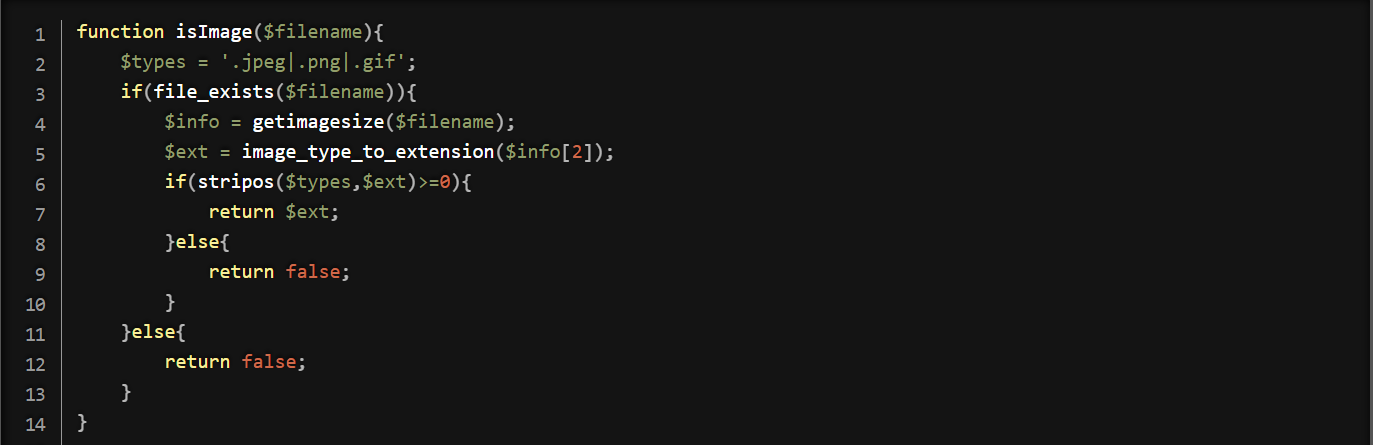 1 function isImage($filename){
2     $types = '.jpeg|.png|.gif';
3     if(file_exists($filename)){
4         $info = getimagesize($filename);
5         $ext = image_type_to_extension($info[2]);
6         if(stripos($types,$ext)>=0){
7             return $ext;
8         }else{
9             return false;
10         }
11     }else{
12         return false;
13     }
14 }